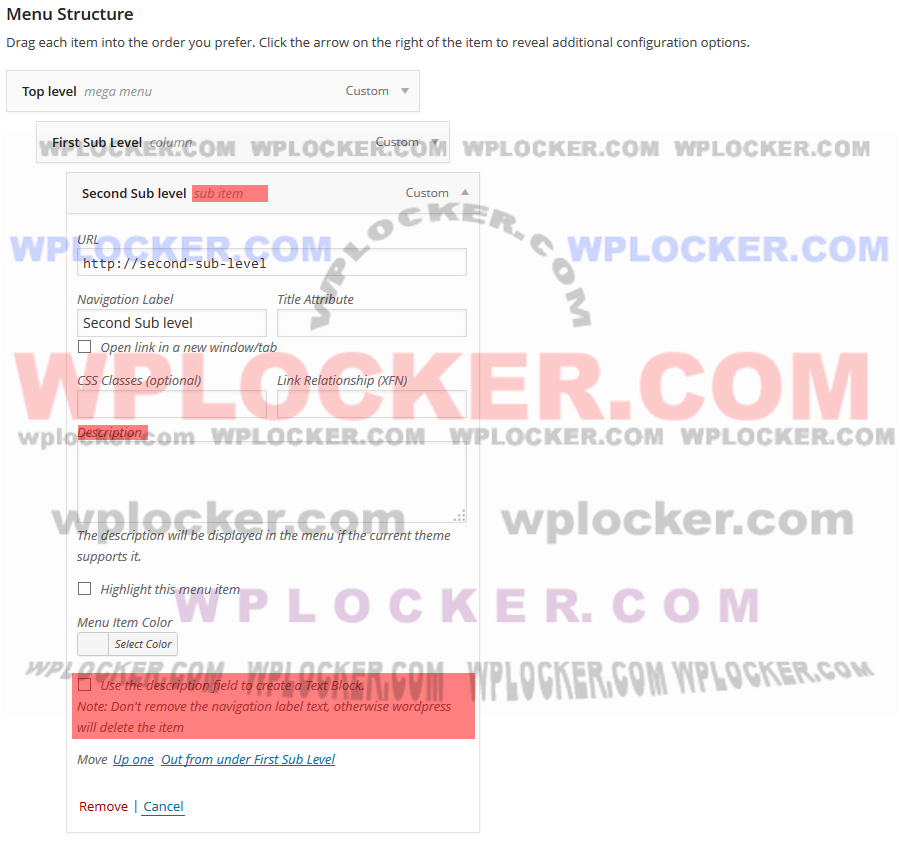 Menu Structure
Drag each item into the order you prefer. Click the arrow on the right of the item to reveal additional configuration options.
Top level mega menu Custom
First Sub Level column Custom
WPLOCKER.COM WPLOCKER.COM WPLOCKER.COM WPLOCKER.COM
Second Sub level sub item Custom
WPLOCKER.COM
URL
WPLOCKER.COM WPLOCKER.COM
http://second-sub-level
Navigation Label Title Attribute
Second Sub level
Open link in a new window/tab
WPLOCKER.COM
CSS Classes (optional) Link Relationship (XFN)
Description
wplocker.com WPLOCKER.COM WPLOCKER.COM WPLOCKER.COM
wplocker.com wplocker.com
The description will be displayed in the menu if the current theme
supports it.
Highlight this menu item
WPLOCKER.COM
Menu Item Color
Select Color
WPLOCKER.COM WPLOCKER.COM WPLOCKER.COM WPLOCKER.COM
Use the description field to create a Text Block.
Note: Don't remove the navigation label text, otherwise wordpress
will delete the item
Move Up one Out from under First Sub Level
Remove | Cancel